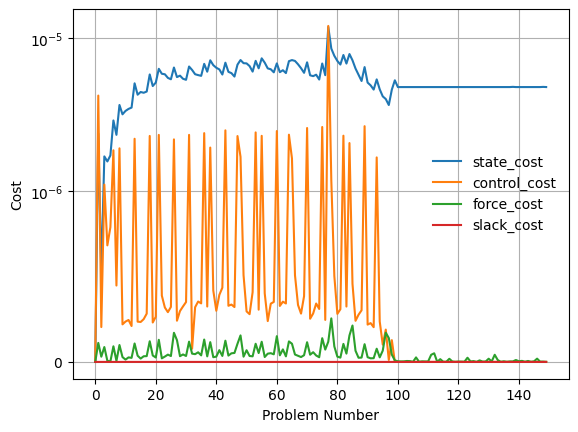 10⁻⁵
10⁻⁶
0
Cost
state_cost
control_cost
force_cost
slack_cost
0 20 40 60 80 100 120 140
Problem Number